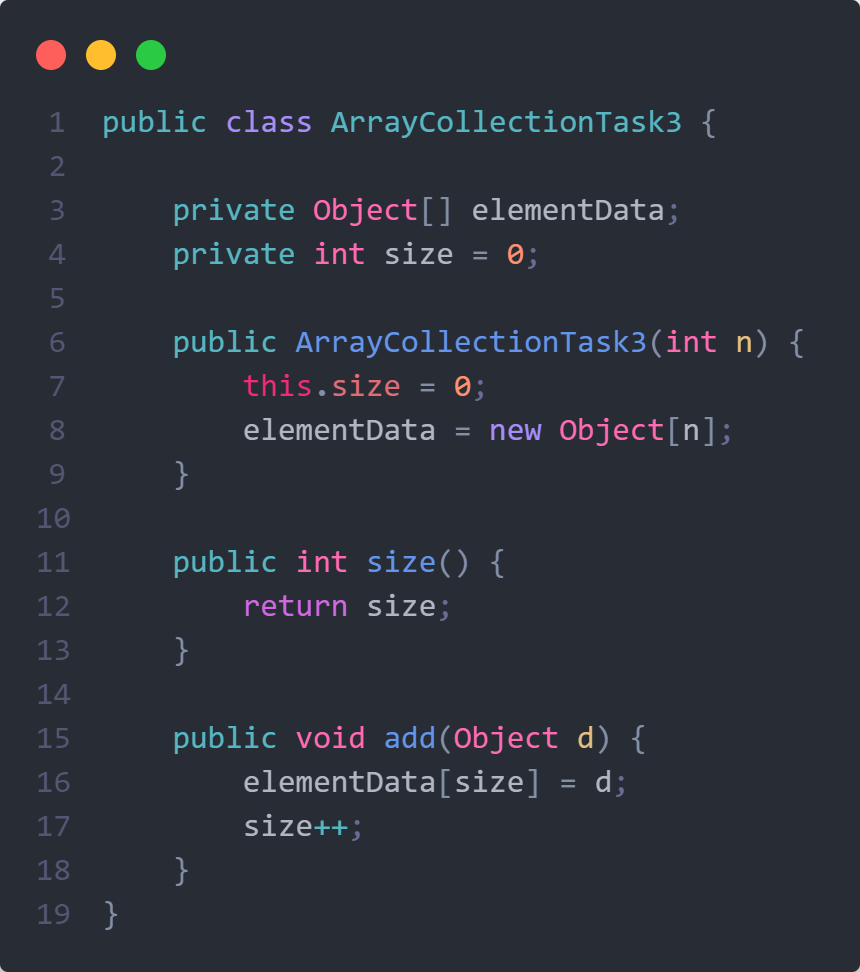 1 public class ArrayCollectionTask3 {
2
3     private Object[] elementData;
4     private int size = 0;
5
6     public ArrayCollectionTask3(int n) {
7         this.size = 0;
8         elementData = new Object[n];
9     }
10
11     public int size() {
12         return size;
13     }
14
15     public void add(Object d) {
16         elementData[size] = d;
17         size++;
18     }
19 }